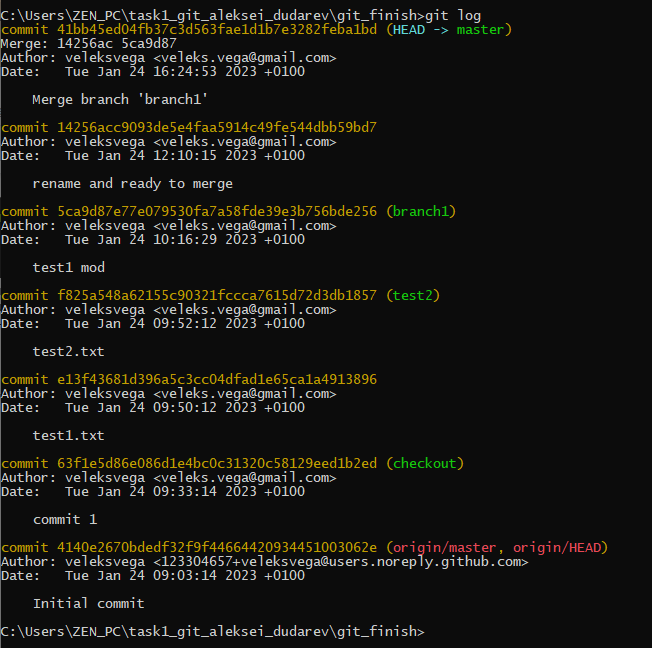 C:\Users\ZEN_PC\task1_git_aleksei_dudarev\git_finish>git log
commit 41bb45ed04fb37c3d563fae1d1b7e3282feba1bd (HEAD -> master)
Merge: 14256ac 5ca9d87
Author: veleksvega <veleks.vega@gmail.com>
Date:   Tue Jan 24 16:24:53 2023 +0100

    Merge branch 'branch1'

commit 14256acc9093de5e4faa5914c49fe544dbb59bd7
Author: veleksvega <veleks.vega@gmail.com>
Date:   Tue Jan 24 12:10:15 2023 +0100

    rename and ready to merge

commit 5ca9d87e77e079530fa7a58fde39e3b756bde256 (branch1)
Author: veleksvega <veleks.vega@gmail.com>
Date:   Tue Jan 24 10:16:29 2023 +0100

    test1 mod

commit f825a548a62155c90321fccca7615d72d3db1857 (test2)
Author: veleksvega <veleks.vega@gmail.com>
Date:   Tue Jan 24 09:52:12 2023 +0100

    test2.txt

commit e13f43681d396a5c3cc04dfad1e65ca1a4913896
Author: veleksvega <veleks.vega@gmail.com>
Date:   Tue Jan 24 09:50:12 2023 +0100

    test1.txt

commit 63f1e5d86e086d1e4bc0c31320c58129eed1b2ed (checkout)
Author: veleksvega <veleks.vega@gmail.com>
Date:   Tue Jan 24 09:33:14 2023 +0100

    commit 1

commit 4140e2670bdedf32f9f44664420934451003062e (origin/master, origin/HEAD)
Author: veleksvega <123304657+veleksvega@users.noreply.github.com>
Date:   Tue Jan 24 09:03:14 2023 +0100

    Initial commit

C:\Users\ZEN_PC\task1_git_aleksei_dudarev\git_finish>